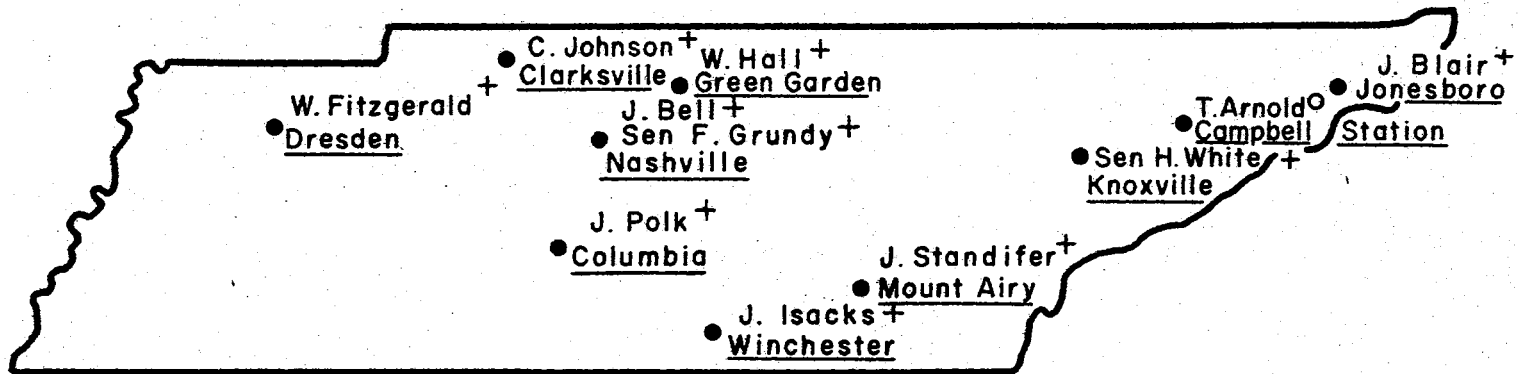 C. Johnson+
Clarksville
W. Hall+
Green Garden
J. Blair+
Jonesboro
W. Fitzgerald+
Dresden
J. Bell+
Sen F. Grundy+
Nashville
T. Arnold○
Campbell Station
Sen H. White+
Knoxville
J. Polk+
Columbia
J. Standifer+
Mount Airy
J. Isacks+
Winchester